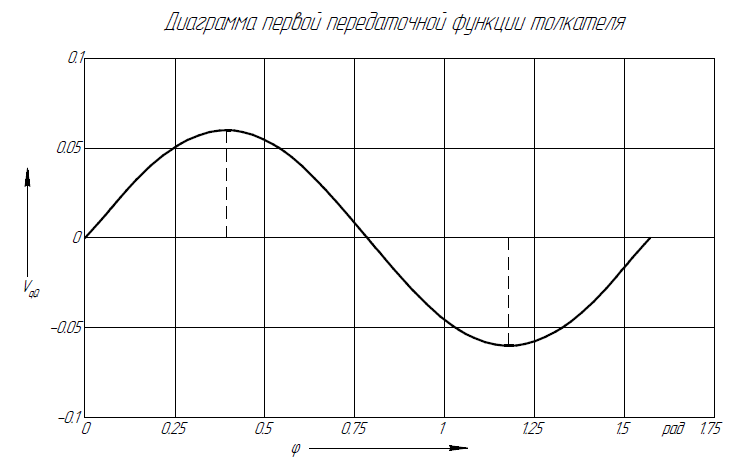 Диаграмма первой передаточной функции толкателя
0.1
0.05
0
-0.05
-0.1
V_qa
0 0.25 0.5 0.75 1 1.25 1.5 рад 1.75
φ